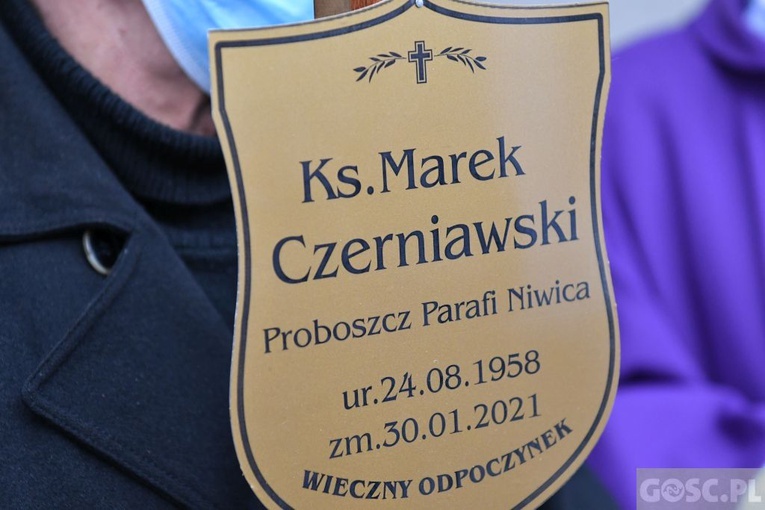 Ks. Marek
Czerniawski
Proboszcz Parafi Niwica
ur.24.08.1958
zm.30.01.2021
WIECZNY ODPOCZYNEK
GOSC.PL